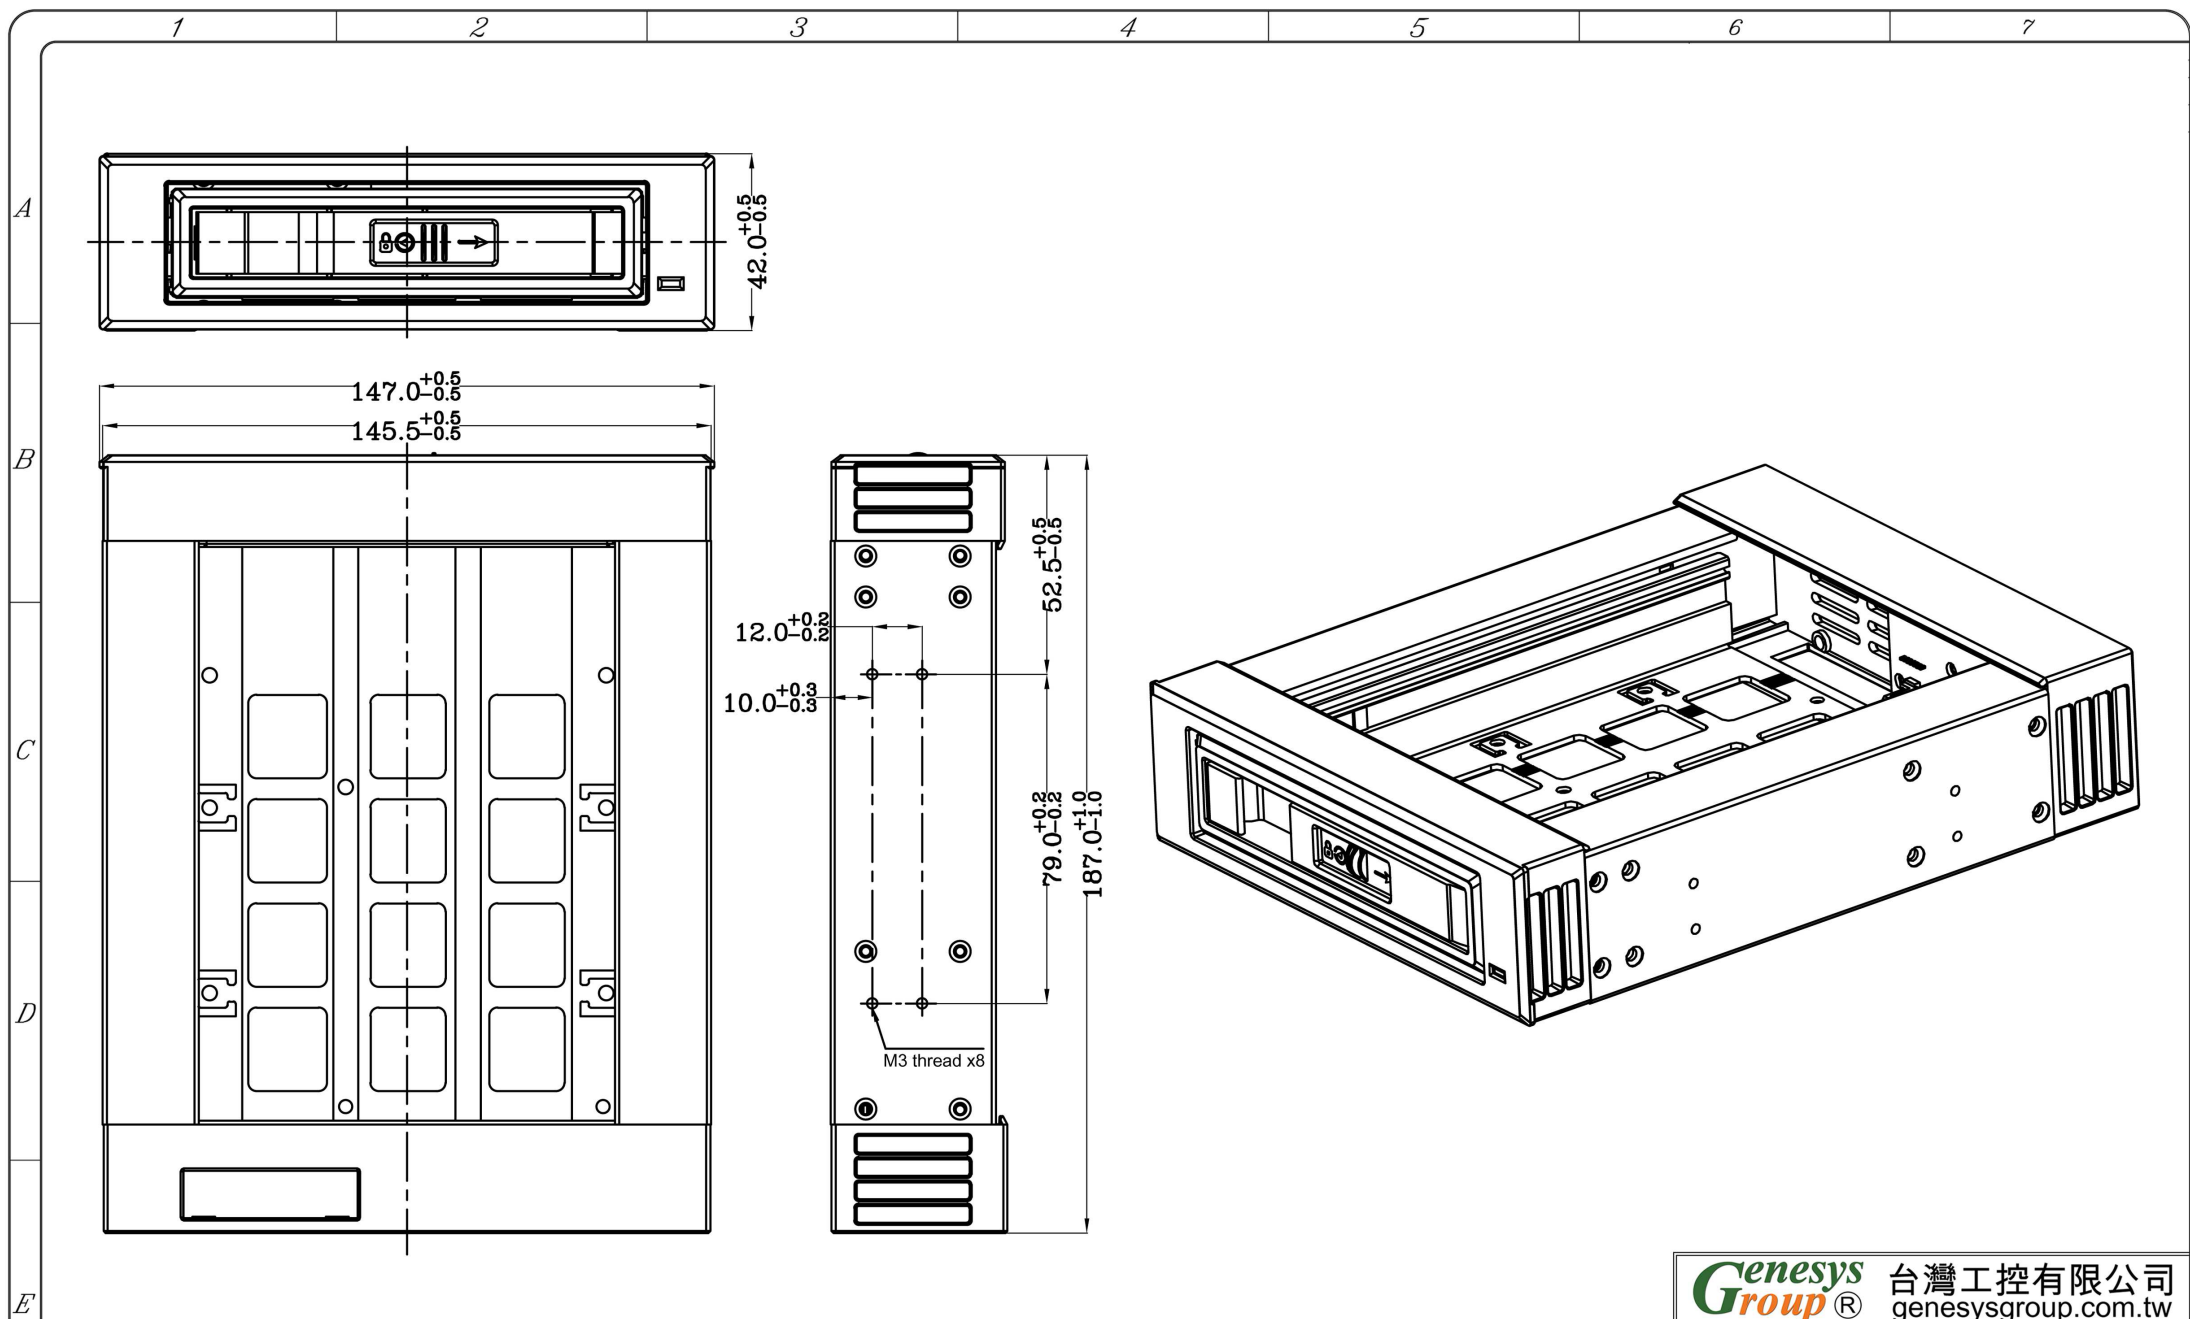 1 2 3 4 5 6 7
A
42.0+0.5-0.5
147.0+0.5-0.5
145.5+0.5-0.5
B
52.5+0.5-0.5
12.0+0.2-0.2
10.0+0.3-0.3
C
79.0+0.2-0.2
187.0+1.0-1.0
D
M3 thread x8
E
Genesys
Group ®
台灣工控有限公司
genesysgroup.com.tw